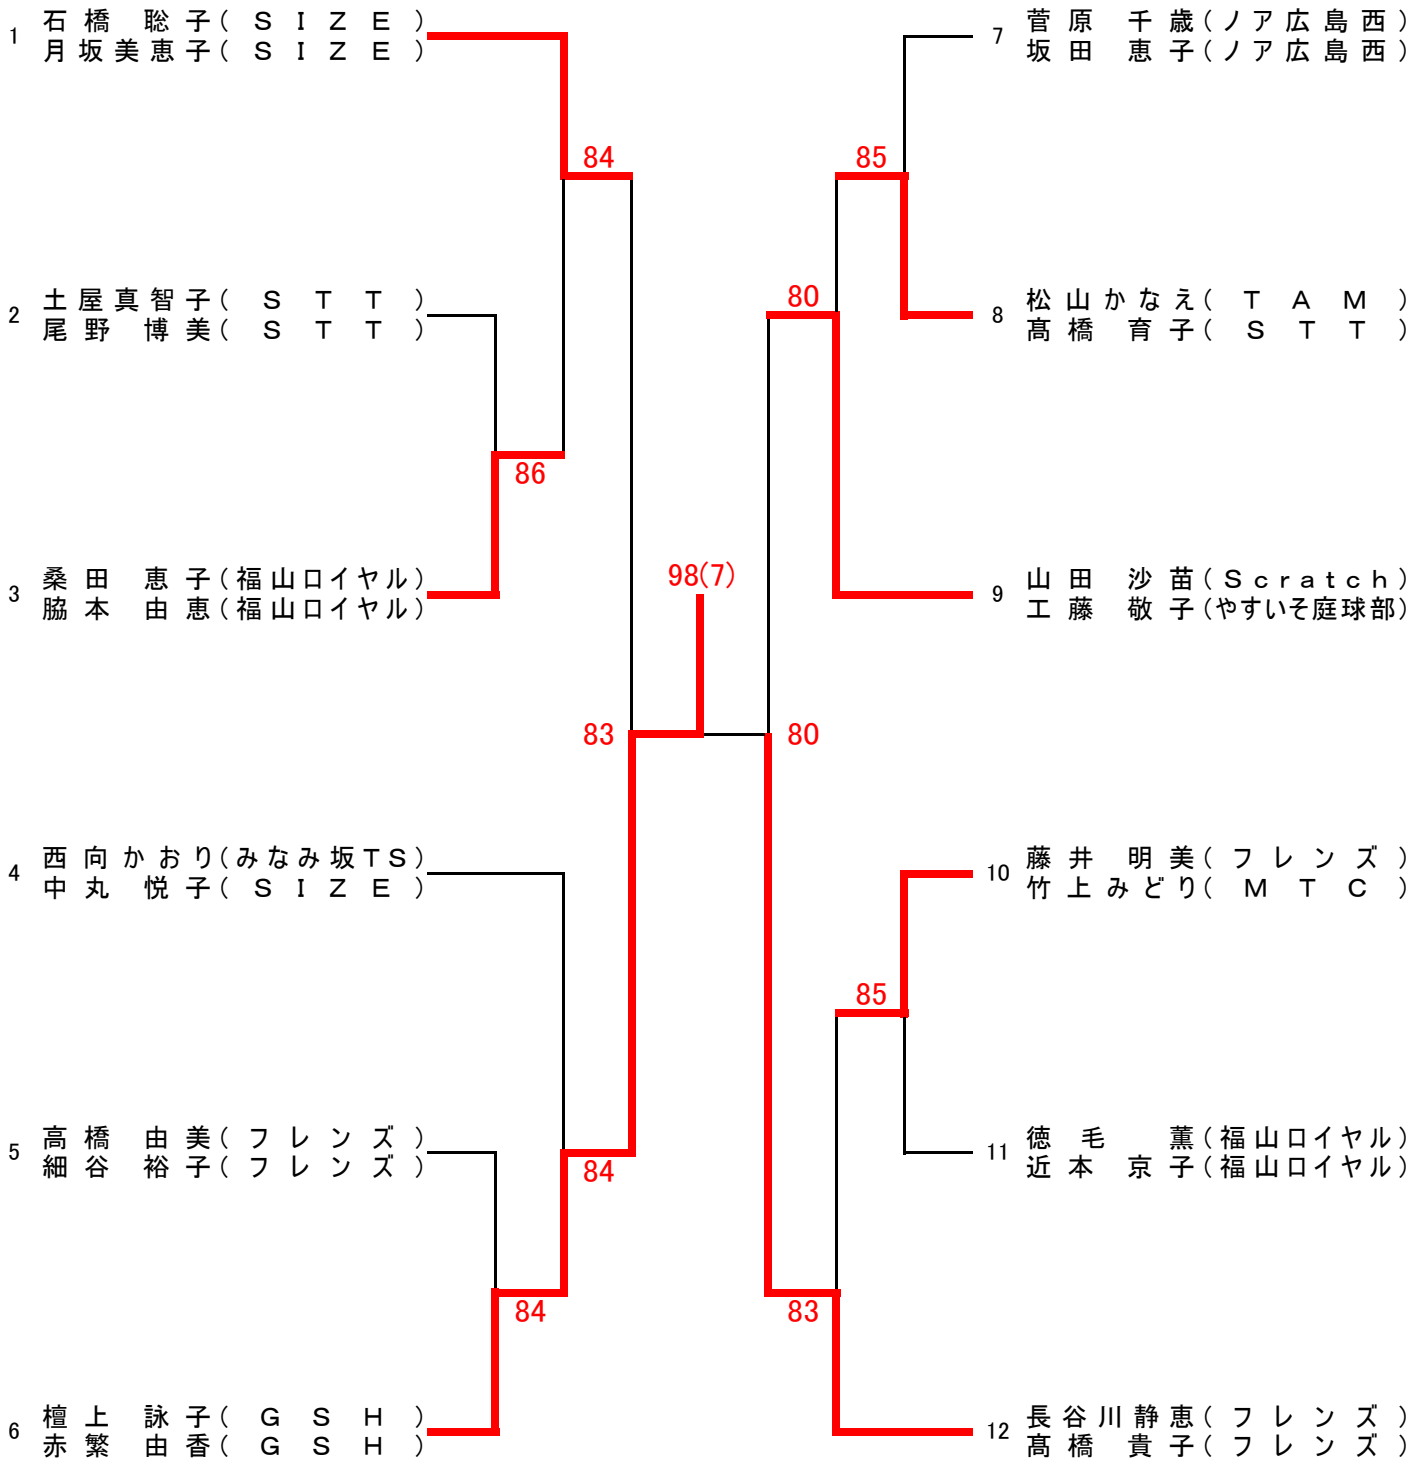 1 石橋 聡子(SIZE)
月坂美恵子(SIZE)
84
2 土屋真智子(STT)
尾野 博美(STT)
86
3 桑田 恵子(福山ロイヤル)
脇本 由恵(福山ロイヤル)
83
4 西向かおり(みなみ坂TS)
中丸 悦子(SIZE)
5 高橋 由美(フレンズ)
細谷 裕子(フレンズ)
84
84
6 檀上 詠子(GSH)
赤繁 由香(GSH)
98(7)
7 菅原 千歳(ノア広島西)
坂田 恵子(ノア広島西)
85
80
8 松山かなえ(TAM)
髙橋 育子(STT)
9 山田 沙苗(Scratch)
工藤 敬子(やすいそ庭球部)
80
10 藤井 明美(フレンズ)
竹上みどり(MTC)
85
11 徳毛 薫(福山ロイヤル)
近本 京子(福山ロイヤル)
83
12 長谷川静恵(フレンズ)
髙橋 貴子(フレンズ)